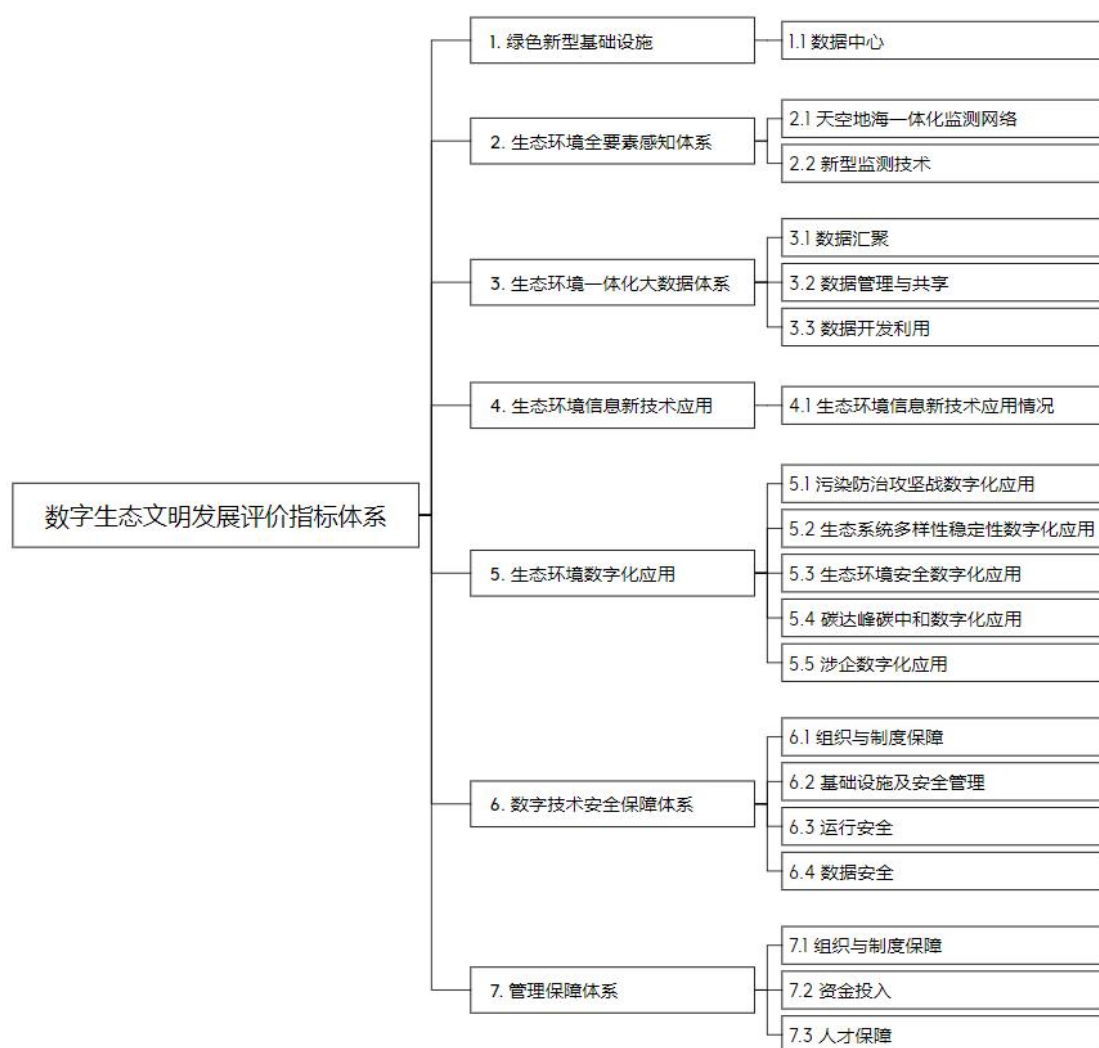 数字生态文明发展评价指标体系
1. 绿色新型基础设施
1.1 数据中心
2. 生态环境全要素感知体系
2.1 天空地海一体化监测网络
2.2 新型监测技术
3. 生态环境一体化大数据体系
3.1 数据汇聚
3.2 数据管理与共享
3.3 数据开发利用
4. 生态环境信息新技术应用
4.1 生态环境信息新技术应用情况
5. 生态环境数字化应用
5.1 污染防治攻坚战数字化应用
5.2 生态系统多样性稳定性数字化应用
5.3 生态环境安全数字化应用
5.4 碳达峰碳中和数字化应用
5.5 涉企数字化应用
6. 数字技术安全保障体系
6.1 组织与制度保障
6.2 基础设施及安全管理
6.3 运行安全
6.4 数据安全
7. 管理保障体系
7.1 组织与制度保障
7.2 资金投入
7.3 人才保障